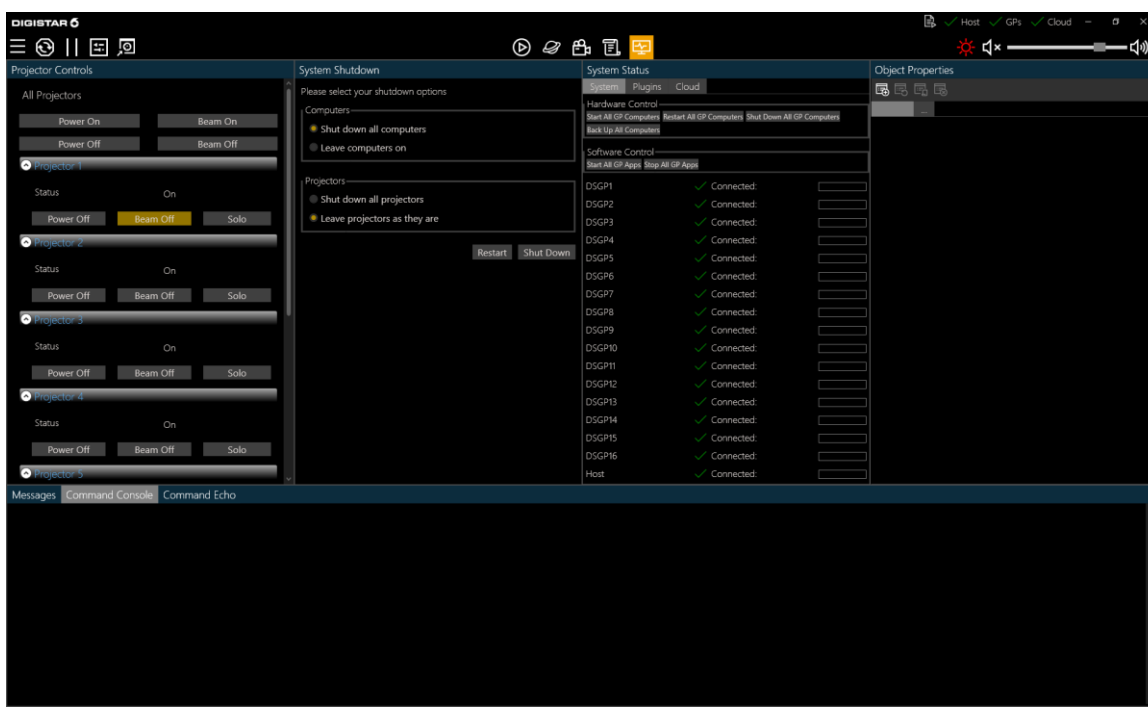 DIGISTAR 6
Host GPs Cloud
Projector Controls
All Projectors
Power On Beam On
Power Off Beam Off
Projector 1
Status On
Power Off Beam Off Solo
Projector 2
Status On
Power Off Beam Off Solo
Projector 3
Status On
Power Off Beam Off Solo
Projector 4
Status On
Power Off Beam Off Solo
Projector 5
System Shutdown
Please select your shutdown options
Computers
Shut down all computers
Leave computers on
Projectors
Shut down all projectors
Leave projectors as they are
Restart Shut Down
System Status
System Plugins Cloud
Hardware Control
Start All GP Computers Restart All GP Computers Shut Down All GP Computers
Back Up All Computers
Software Control
Start All GP Apps Stop All GP Apps
DSGP1 Connected:
DSGP2 Connected:
DSGP3 Connected:
DSGP4 Connected:
DSGP5 Connected:
DSGP6 Connected:
DSGP7 Connected:
DSGP8 Connected:
DSGP9 Connected:
DSGP10 Connected:
DSGP11 Connected:
DSGP12 Connected:
DSGP13 Connected:
DSGP14 Connected:
DSGP15 Connected:
DSGP16 Connected:
Host Connected:
Object Properties
...
Messages Command Console Command Echo